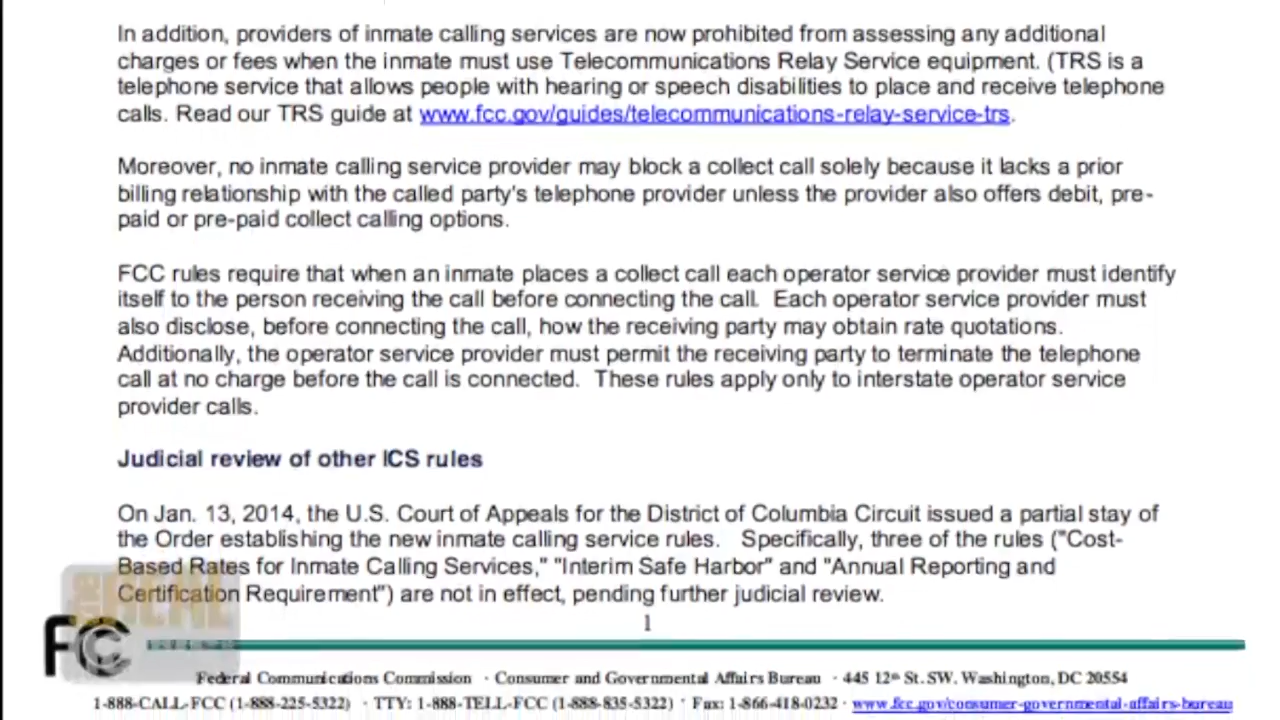 In addition, providers of inmate calling services are now prohibited from assessing any additional
charges or fees when the inmate must use Telecommunications Relay Service equipment. (TRS is a
telephone service that allows people with hearing or speech disabilities to place and receive telephone
calls. Read our TRS guide at www.fcc.gov/guides/telecommunications-relay-service-trs.
Moreover, no inmate calling service provider may block a collect call solely because it lacks a prior
billing relationship with the called party's telephone provider unless the provider also offers debit, pre-
paid or pre-paid collect calling options.
FCC rules require that when an inmate places a collect call each operator service provider must identify
itself to the person receiving the call before connecting the call. Each operator service provider must
also disclose, before connecting the call, how the receiving party may obtain rate quotations.
Additionally, the operator service provider must permit the receiving party to terminate the telephone
call at no charge before the call is connected. These rules apply only to interstate operator service
provider calls.
Judicial review of other ICS rules
On Jan. 13, 2014, the U.S. Court of Appeals for the District of Columbia Circuit issued a partial stay of
the Order establishing the new inmate calling service rules. Specifically, three of the rules ("Cost-
Based Rates for Inmate Calling Services," "Interim Safe Harbor" and "Annual Reporting and
Certification Requirement") are not in effect, pending further judicial review.
1
REAL
FCC
Federal Communications Commission · Consumer and Governmental Affairs Bureau · 445 12th St. SW. Washington, DC 20554
1-888-CALL-FCC (1-888-225-5322) · TTY: 1-888-TELL-FCC (1-888-835-5322) · Fax: 1-866-418-0232 · www.fcc.gov/consumer-governmental-affairs-bureau